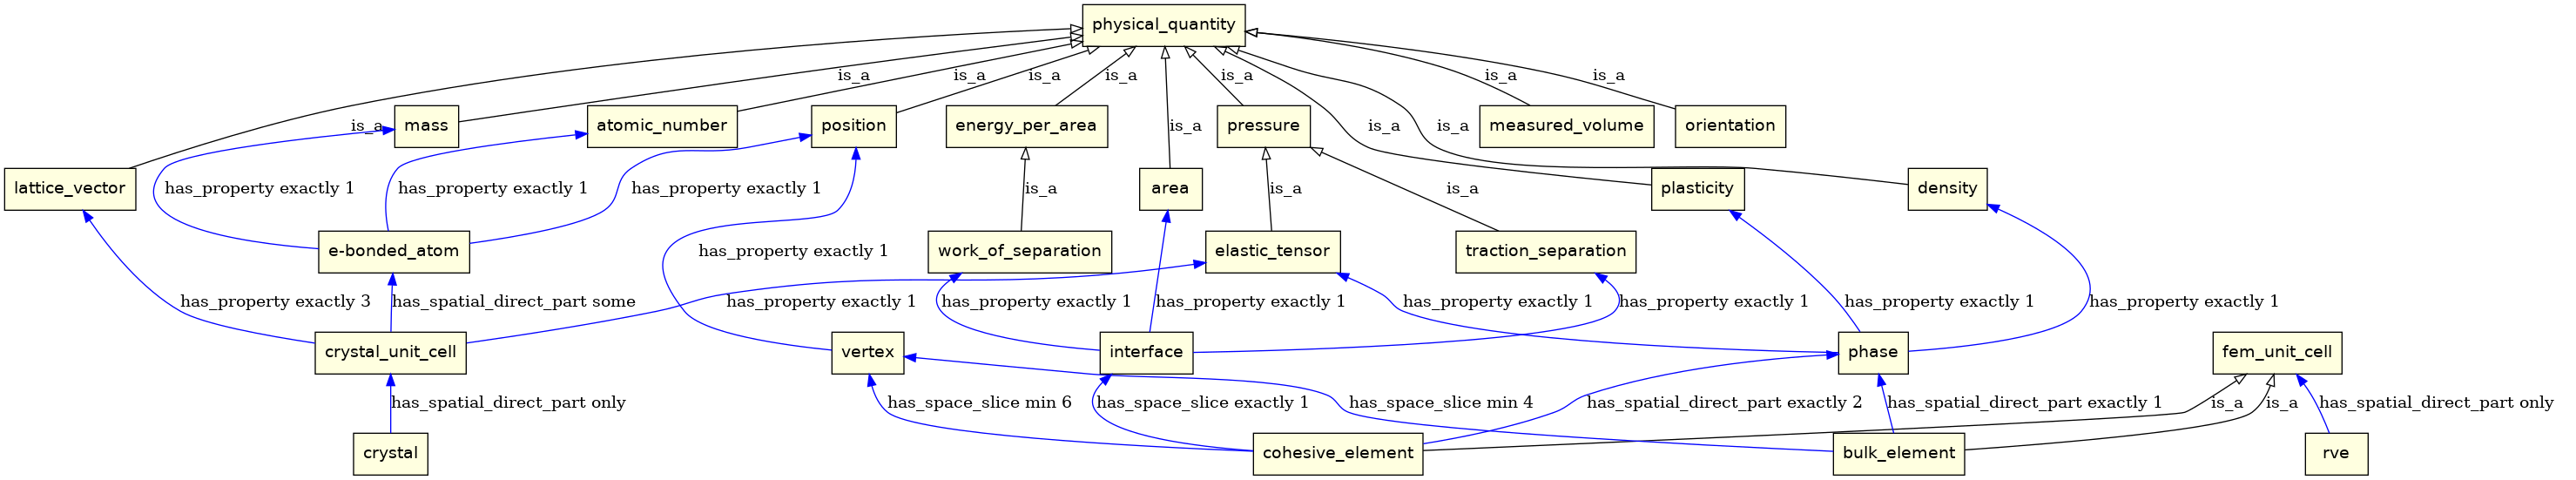 physical_quantity
is_a
is_a
is_a
is_a
is_a
is_a
is_a
mass
atomic_number
position
energy_per_area
pressure
measured_volume
orientation
is_a
is_a
is_a
is_a
lattice_vector
has_property exactly 1
has_property exactly 1
has_property exactly 1
is_a
area
is_a
is_a
plasticity
density
e-bonded_atom
has_property exactly 1
work_of_separation
elastic_tensor
traction_separation
has_property exactly 3
has_spatial_direct_part some
has_property exactly 1
has_property exactly 1
has_property exactly 1
has_property exactly 1
has_property exactly 1
has_property exactly 1
has_property exactly 1
crystal_unit_cell
vertex
interface
phase
fem_unit_cell
has_spatial_direct_part only
has_space_slice min 6
has_space_slice exactly 1
has_space_slice min 4
has_spatial_direct_part exactly 2
has_spatial_direct_part exactly 1
is_a
is_a
has_spatial_direct_part only
crystal
cohesive_element
bulk_element
rve